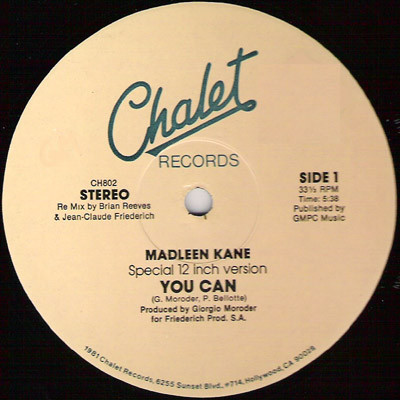 Chalet
RECORDS
CH802
STEREO
Re Mix by Brian Reeves
& Jean-Claude Friederich
SIDE 1
33⅓ RPM
Time: 5:38
Published by
GMPC Music
MADLEEN KANE
Special 12 inch version
YOU CAN
(G. Moroder, P. Bellotte)
Produced by Giorgio Moroder
for Friederich Prod. S.A.
1981 Chalet Records, 6255 Sunset Blvd., #714, Hollywood, CA 90028